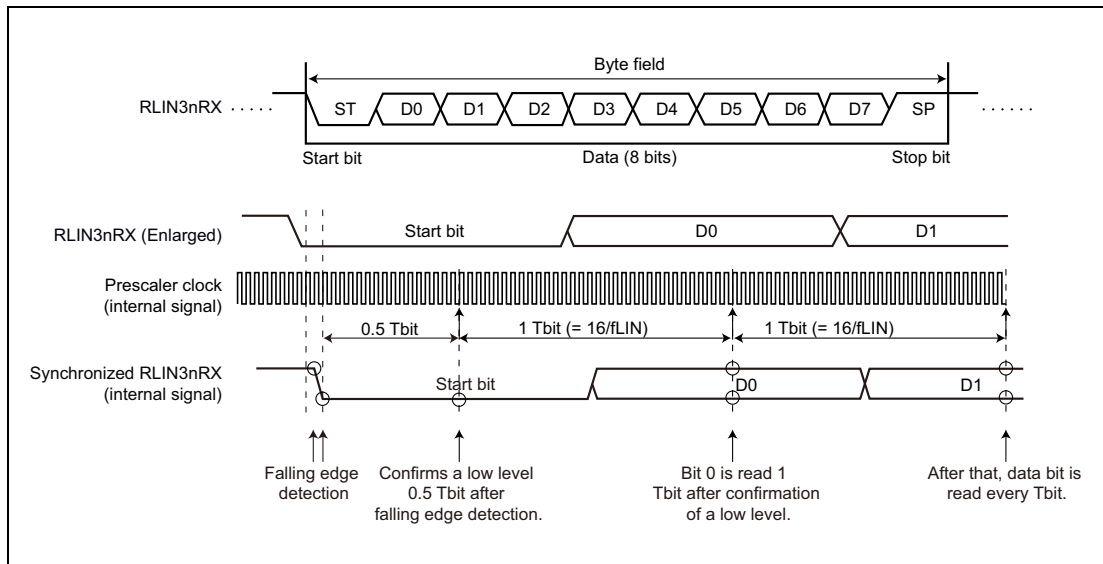 Byte field
RLIN3nRX ····· ST D0 D1 D2 D3 D4 D5 D6 D7 SP ······
Start bit Data (8 bits) Stop bit
RLIN3nRX (Enlarged) Start bit D0 D1
Prescaler clock
(internal signal)
0.5 Tbit 1 Tbit (= 16/fLIN) 1 Tbit (= 16/fLIN)
Synchronized RLIN3nRX
(internal signal)
Start bit D0 D1
Falling edge
detection
Confirms a low level
0.5 Tbit after
falling edge detection.
Bit 0 is read 1
Tbit after confirmation
of a low level.
After that, data bit is
read every Tbit.